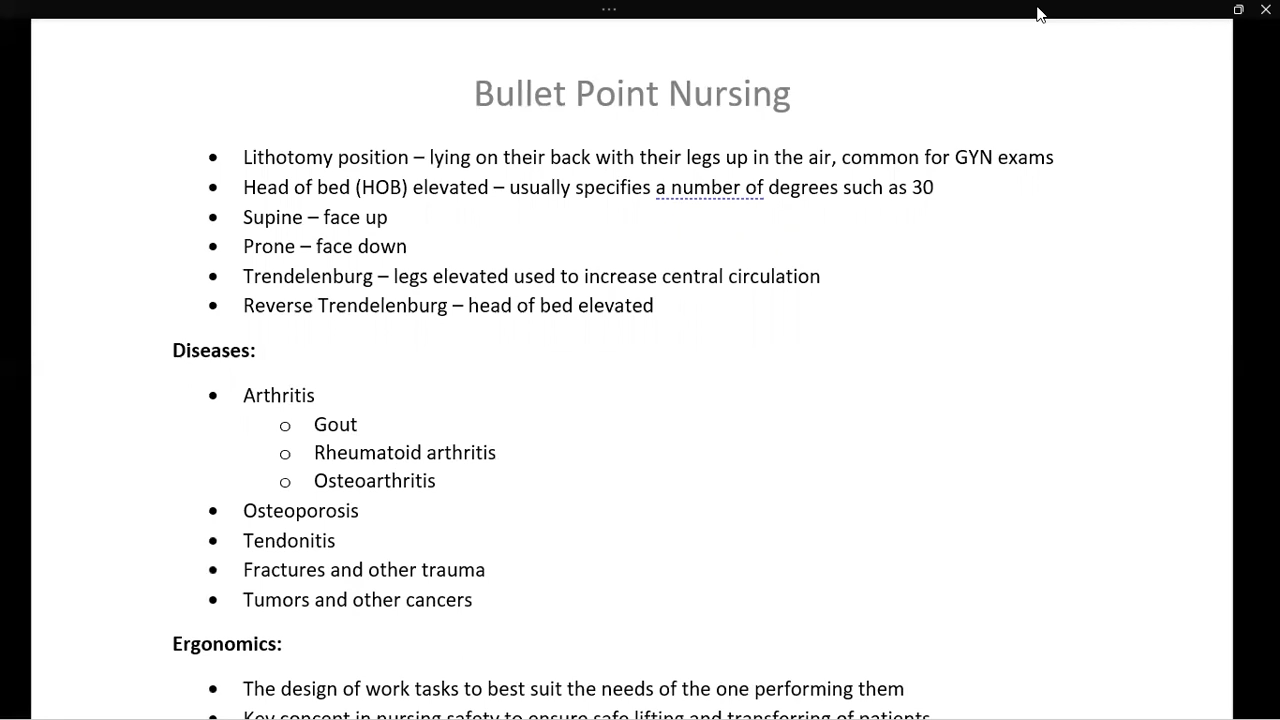 Bullet Point Nursing
• Lithotomy position – lying on their back with their legs up in the air, common for GYN exams
• Head of bed (HOB) elevated – usually specifies a number of degrees such as 30
• Supine – face up
• Prone – face down
• Trendelenburg – legs elevated used to increase central circulation
• Reverse Trendelenburg – head of bed elevated
Diseases:
• Arthritis
o Gout
o Rheumatoid arthritis
o Osteoarthritis
• Osteoporosis
• Tendonitis
• Fractures and other trauma
• Tumors and other cancers
Ergonomics:
• The design of work tasks to best suit the needs of the one performing them
• Key concept in nursing safety to ensure safe lifting and transferring of patients